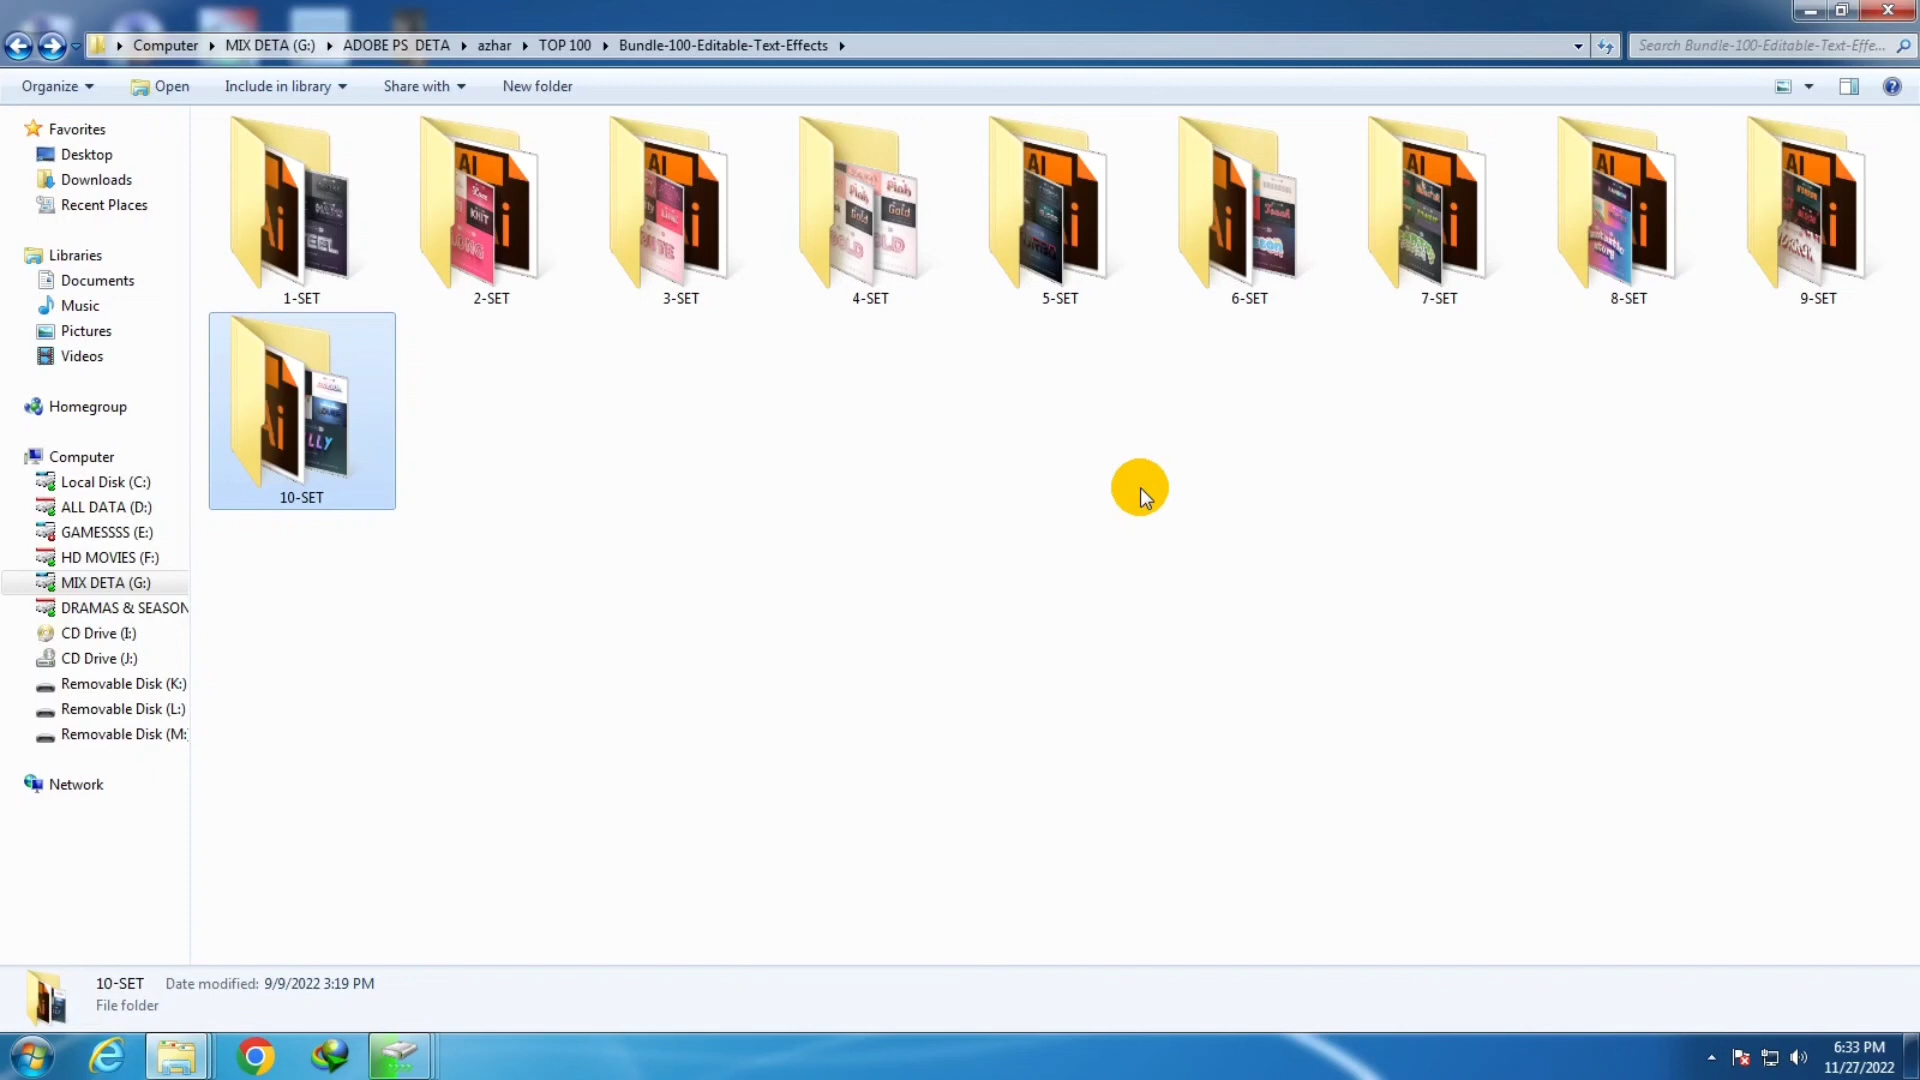 Computer MIX DETA (G:) ADOBE PS DETA azhar TOP 100 Bundle-100-Editable-Text-Effects
Search Bundle-100-Editable-Text-Effe...
Organize Open Include in library Share with New folder
Favorites
Desktop
Downloads
Recent Places
Libraries
Documents
Music
Pictures
Videos
Homegroup
Computer
Local Disk (C:)
ALL DATA (D:)
GAMESSSS (E:)
HD MOVIES (F:)
MIX DETA (G:)
DRAMAS & SEASON
CD Drive (I:)
CD Drive (J:)
Removable Disk (K:)
Removable Disk (L:)
Removable Disk (M:
Network
1-SET 2-SET 3-SET 4-SET 5-SET 6-SET 7-SET 8-SET 9-SET
10-SET
10-SET Date modified: 9/9/2022 3:19 PM
File folder
6:33 PM
11/27/2022